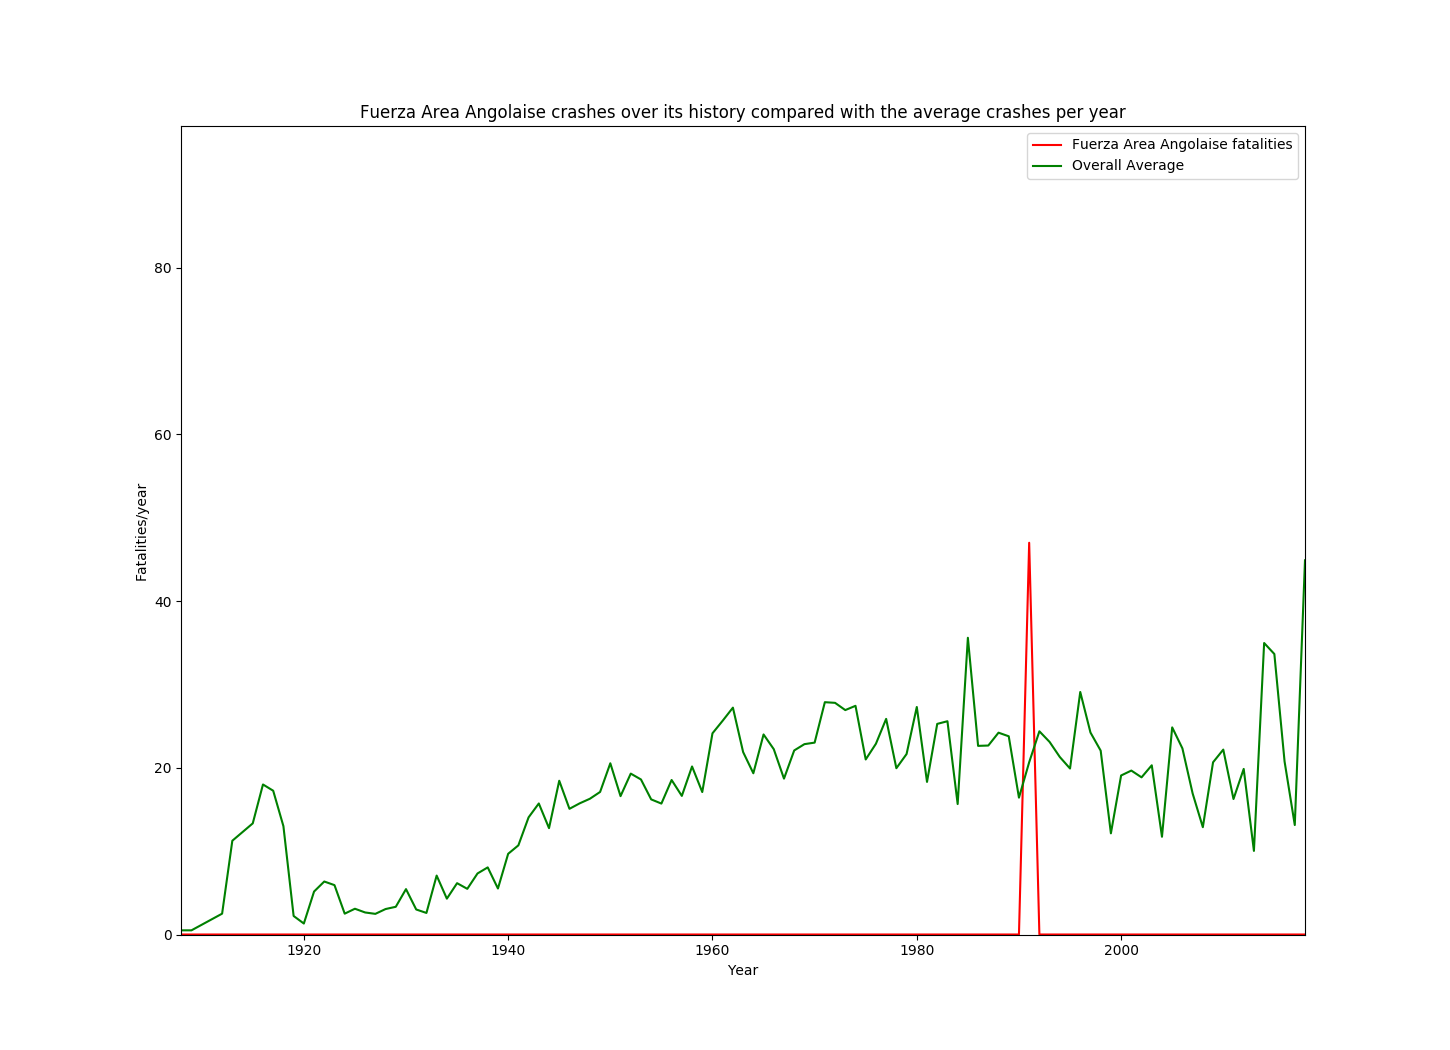 Fuerza Area Angolaise crashes over its history compared with the average crashes per year
Fuerza Area Angolaise fatalities
Overall Average
80
60
40
20
0
Fatalities/year
1920 1940 1960 1980 2000
Year